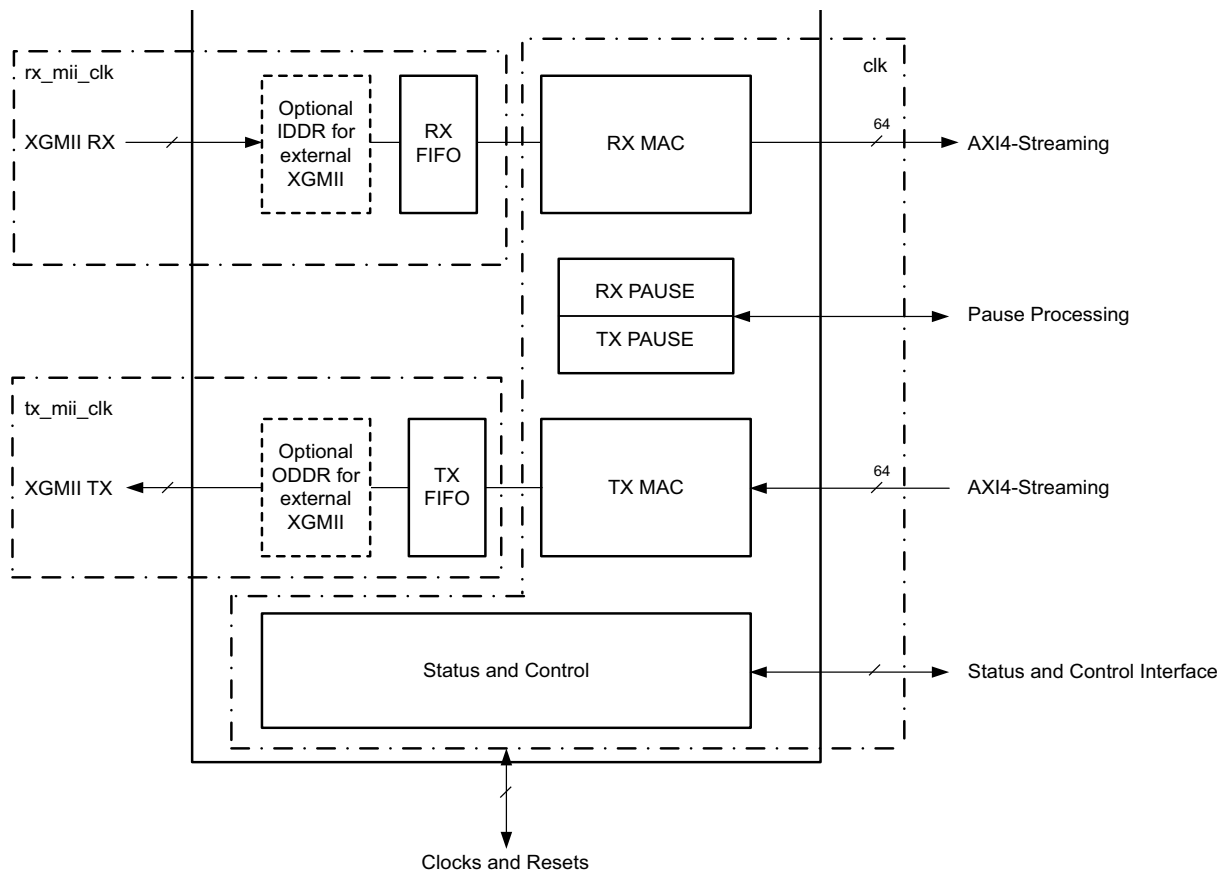 rx_mii_clk
clk
XGMII RX
Optional
IDDR for
external
XGMII
RX
FIFO
RX MAC
64
AXI4-Streaming
RX PAUSE
TX PAUSE
Pause Processing
tx_mii_clk
XGMII TX
Optional
ODDR for
external
XGMII
TX
FIFO
TX MAC
64
AXI4-Streaming
Status and Control
Status and Control Interface
Clocks and Resets